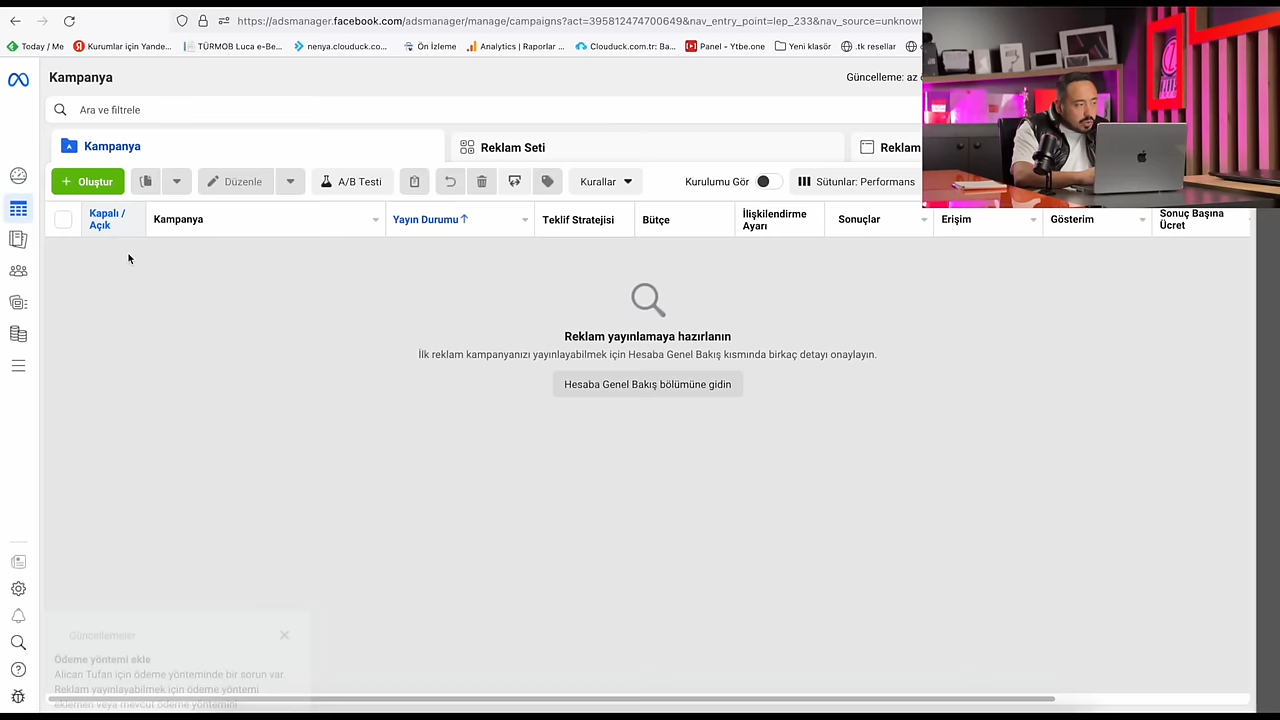 https://adsmanager.facebook.com/adsmanager/manage/campaigns?act=395812474700649&nav_entry_point=lep_233&nav_source=unknown
Today / Me
Kurumlar için Yande...
TÜRMOB Luca e-Be...
nenya.clouduck.co...
Ön İzleme
Analytics | Raporlar ...
Clouduck.com.tr: Ba...
Panel - Ytbe.one
Yeni klasör
.tk resellar
Kampanya
Güncelleme: az
Ara ve filtrele
Kampanya
Reklam Seti
Reklam
+ Oluştur
Düzenle
A/B Testi
Kurallar
Kurulumu Gör
Sütunlar: Performans
Kapalı / Açık
Kampanya
Yayın Durumu↑
Teklif Stratejisi
Bütçe
İlişkilendirme Ayarı
Sonuçlar
Erişim
Gösterim
Sonuç Başına Ücret
Reklam yayınlamaya hazırlanın
İlk reklam kampanyanızı yayınlayabilmek için Hesaba Genel Bakış kısmında birkaç detayı onaylayın.
Hesaba Genel Bakış bölümüne gidin
Güncellemeler
Ödeme yöntemi ekle
Alican Tufan için ödeme yönteminde bir sorun var.
Reklam yayınlayabilmek için ödeme yöntemi
eklemen veya mevcut ödeme yöntemini